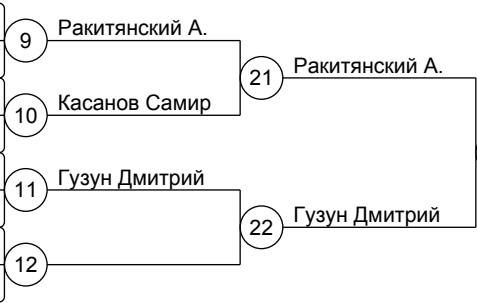 9 Ракитянский А.
21 Ракитянский А.
10 Касанов Самир
11 Гузун Дмитрий
22 Гузун Дмитрий
12